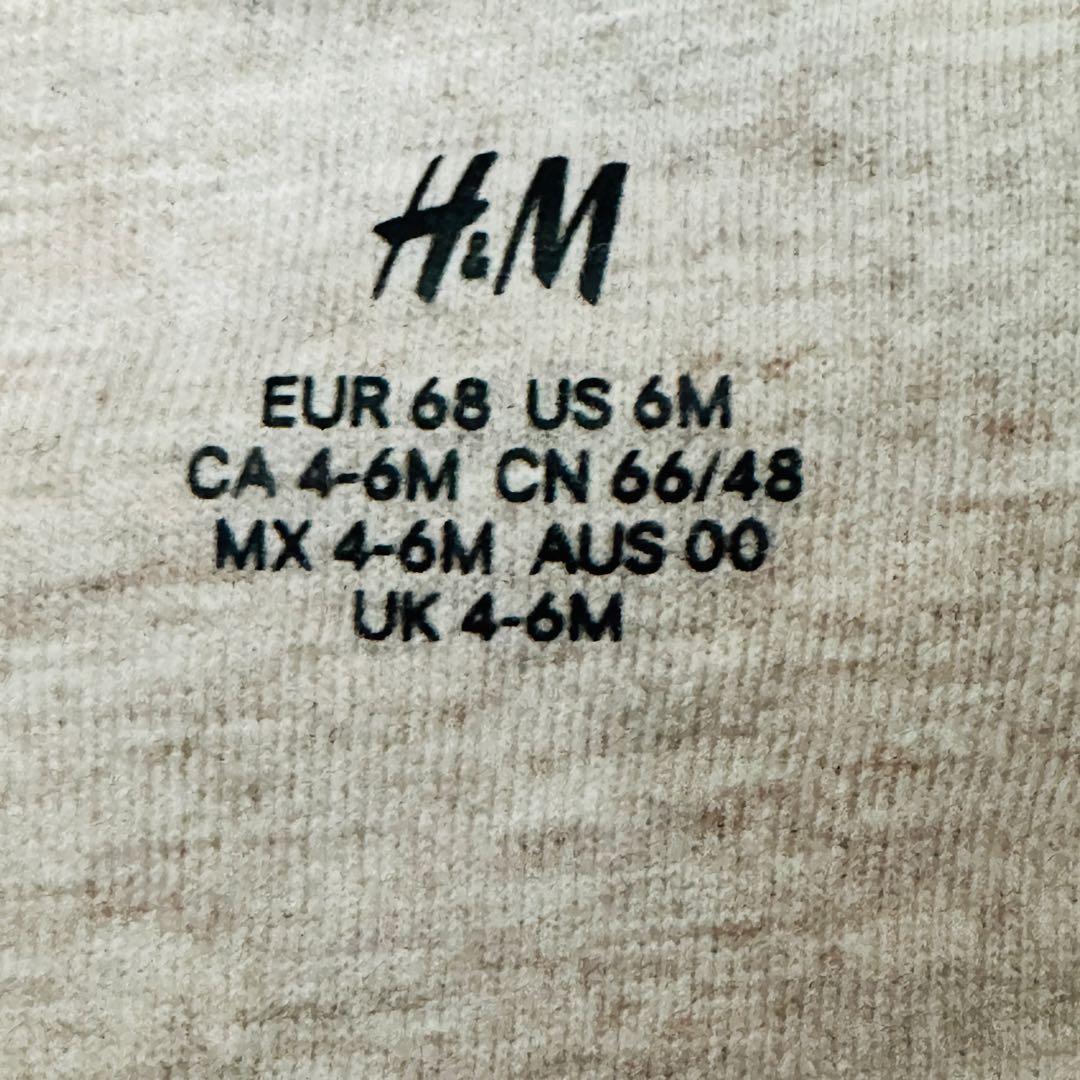 H&M
EUR 68 US 6M
CA 4-6M CN 66/48
MX 4-6M AUS 00
UK 4-6M